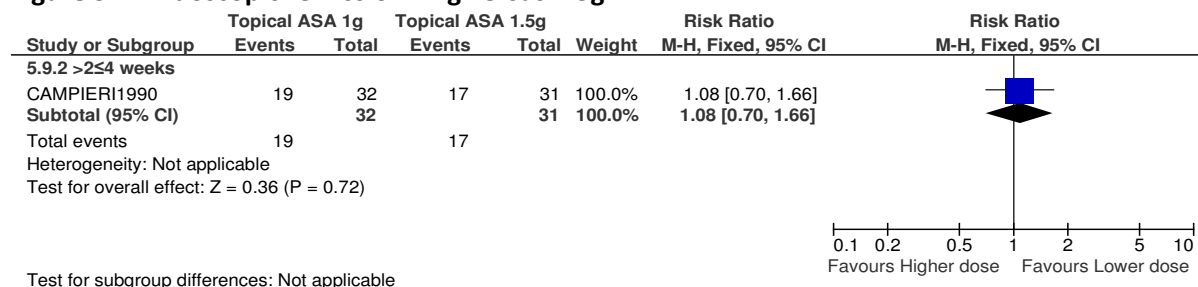 Topical ASA 1g Topical ASA 1.5g Risk Ratio Risk Ratio
Study or Subgroup Events Total Events Total Weight M-H, Fixed, 95% CI M-H, Fixed, 95% CI
5.9.2 >2≤4 weeks
CAMPIERI1990 19 32 17 31 100.0% 1.08 [0.70, 1.66]
Subtotal (95% CI) 32 31 100.0% 1.08 [0.70, 1.66]
Total events 19 17
Heterogeneity: Not applicable
Test for overall effect: Z = 0.36 (P = 0.72)
0.1 0.2 0.5 1 2 5 10
Favours Higher dose Favours Lower dose
Test for subgroup differences: Not applicable